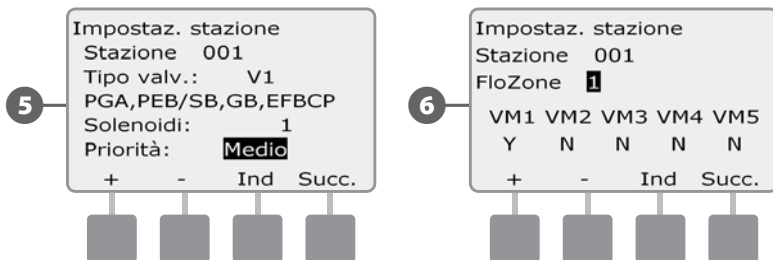 5
Impostaz. stazione
Stazione 001
Tipo valv.: V1
PGA,PEB/SB,GB,EFBCP
Solenoidi: 1
Priorità: Medio
+ - Ind Succ.
6
Impostaz. stazione
Stazione 001
FloZone 1
VM1 VM2 VM3 VM4 VM5
Y N N N N
+ - Ind Succ.